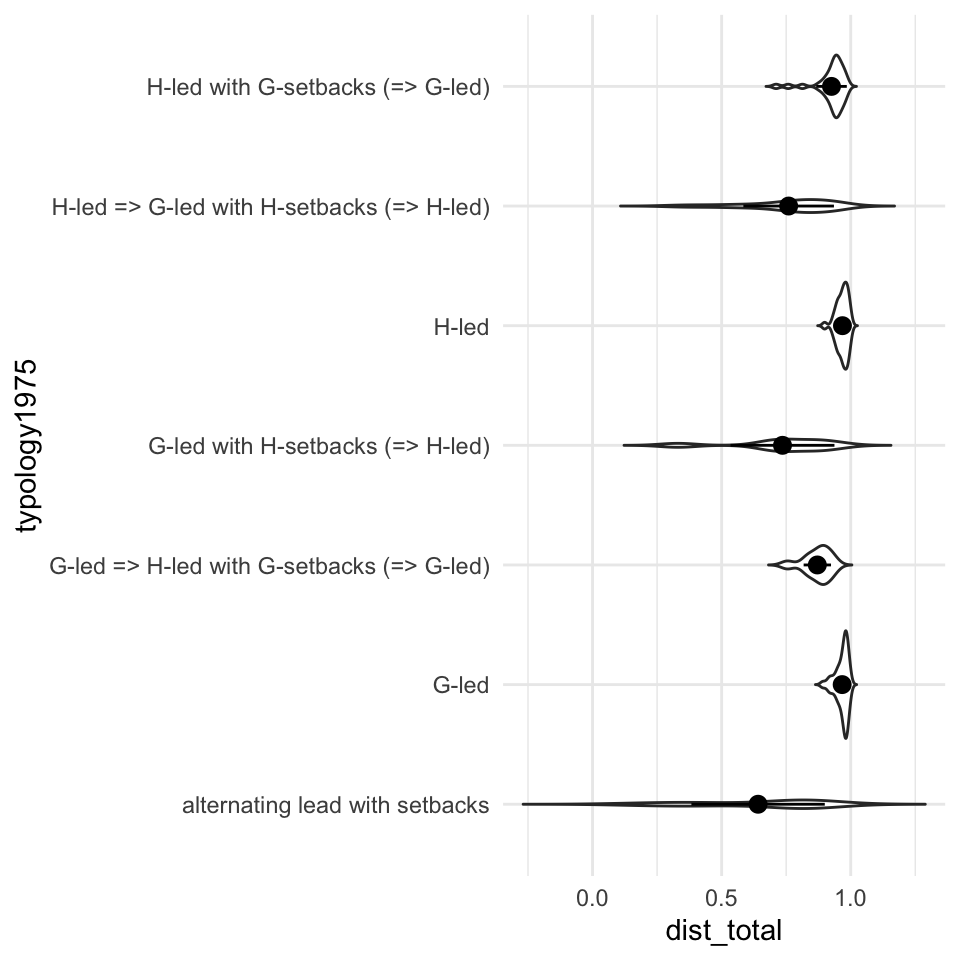 typology1975
H-led with G-setbacks (=> G-led)
H-led => G-led with H-setbacks (=> H-led)
H-led
G-led with H-setbacks (=> H-led)
G-led => H-led with G-setbacks (=> G-led)
G-led
alternating lead with setbacks
0.0 0.5 1.0
dist_total